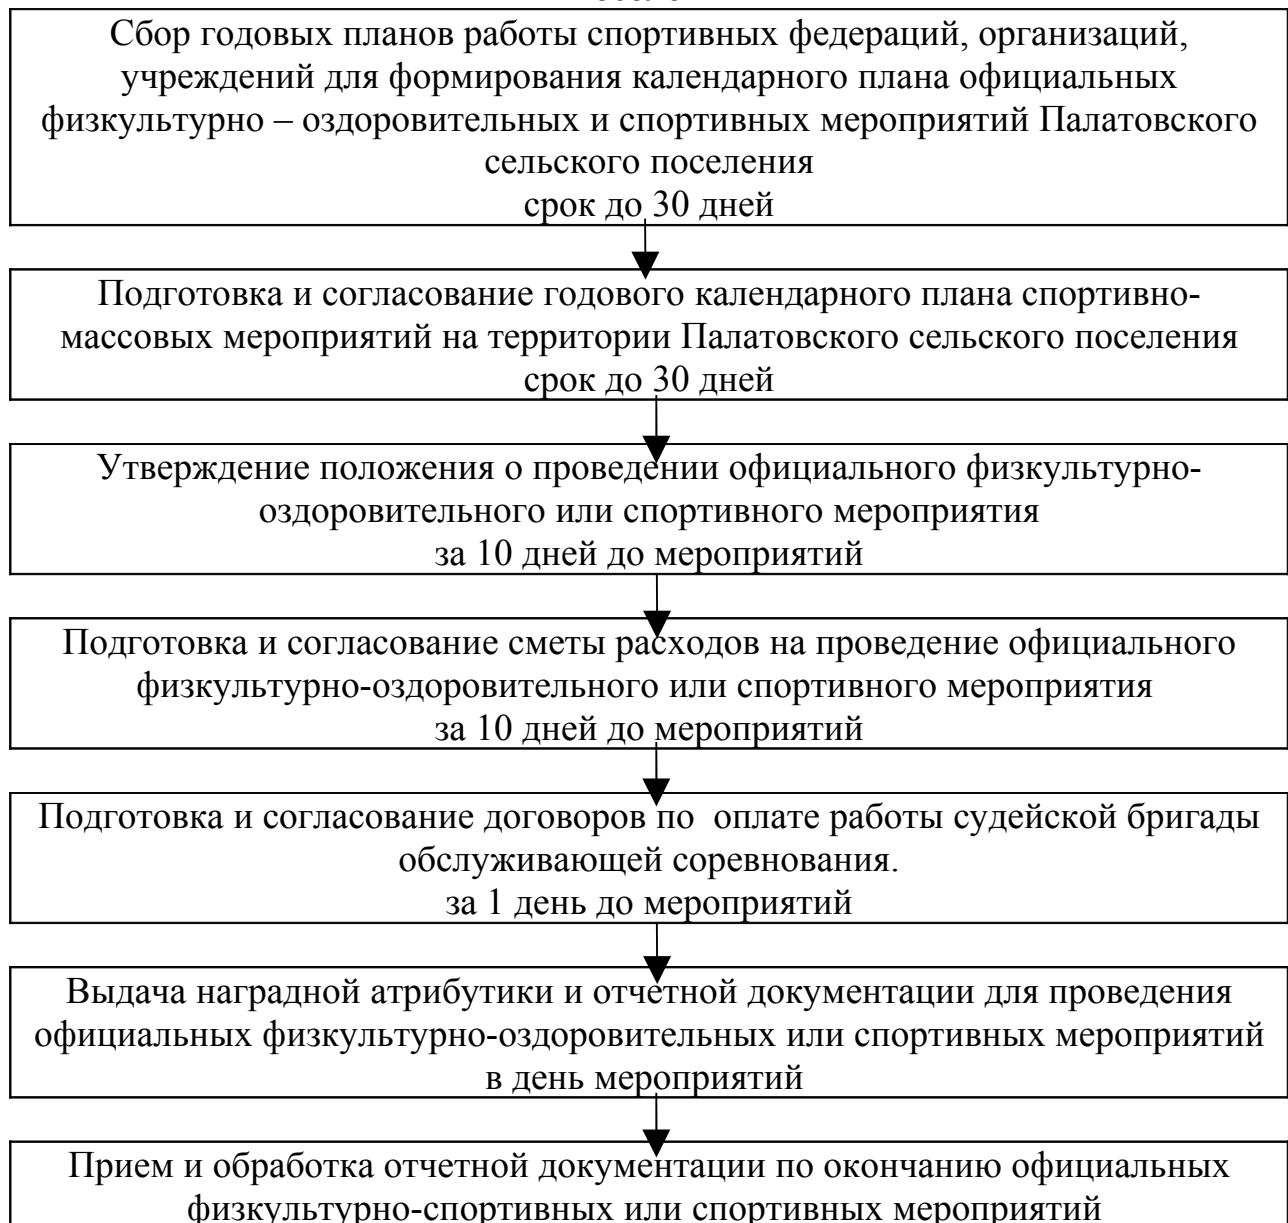 Сбор годовых планов работы спортивных федераций, организаций,
учреждений для формирования календарного плана официальных
физкультурно – оздоровительных и спортивных мероприятий Палатовского
сельского поселения
срок до 30 дней
Подготовка и согласование годового календарного плана спортивно-
массовых мероприятий на территории Палатовского сельского поселения
срок до 30 дней
Утверждение положения о проведении официального физкультурно-
оздоровительного или спортивного мероприятия
за 10 дней до мероприятий
Подготовка и согласование сметы расходов на проведение официального
физкультурно-оздоровительного или спортивного мероприятия
за 10 дней до мероприятий
Подготовка и согласование договоров по  оплате работы судейской бригады
обслуживающей соревнования.
за 1 день до мероприятий
Выдача наградной атрибутики и отчетной документации для проведения
официальных физкультурно-оздоровительных или спортивных мероприятий
в день мероприятий
Прием и обработка отчетной документации по окончанию официальных
физкультурно-спортивных или спортивных мероприятий